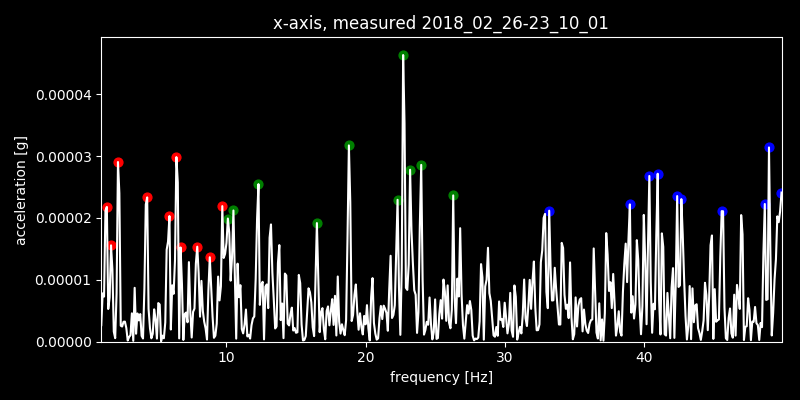 x-axis, measured 2018_02_26-23_10_01
acceleration [g]
0.00004
0.00003
0.00002
0.00001
0.00000
10 20 30 40
frequency [Hz]